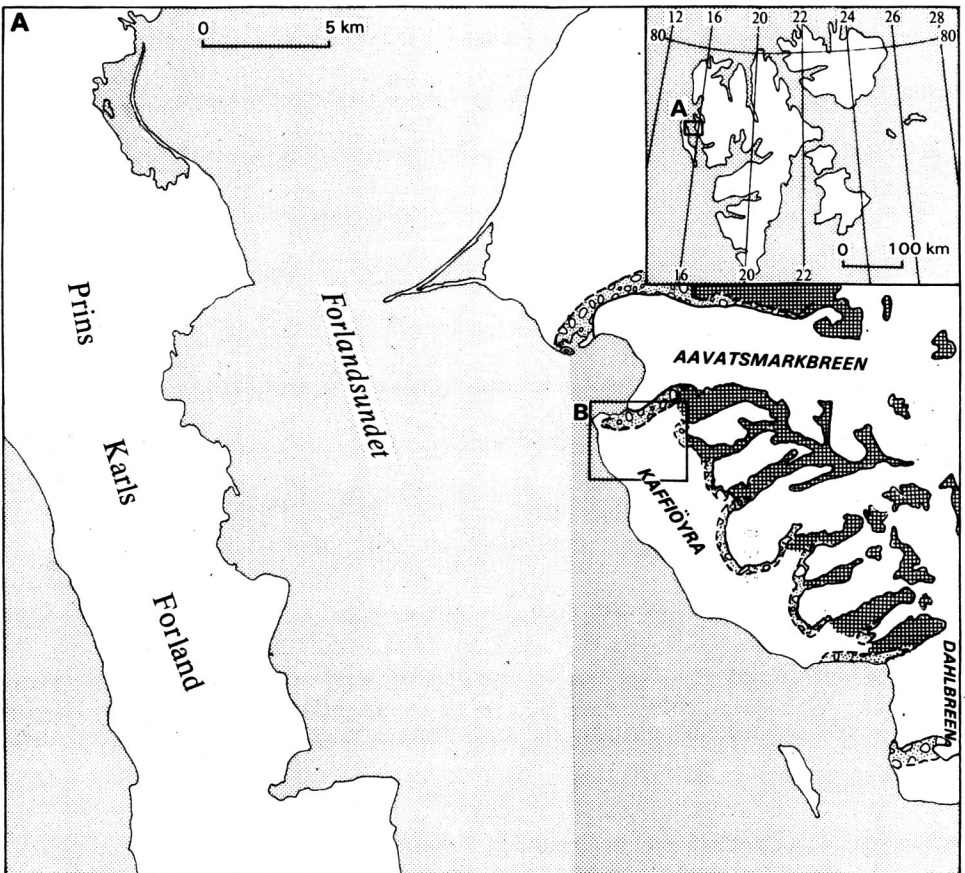 A
0 5 km
12 16 20 22 24 26 28
80 80
A
0 100 km
16 20 22
Prins
Karls
Forland
Forlandsundet
AAVATSMARKBREEN
B
KAFFIÖYRA
DAHLBREEN